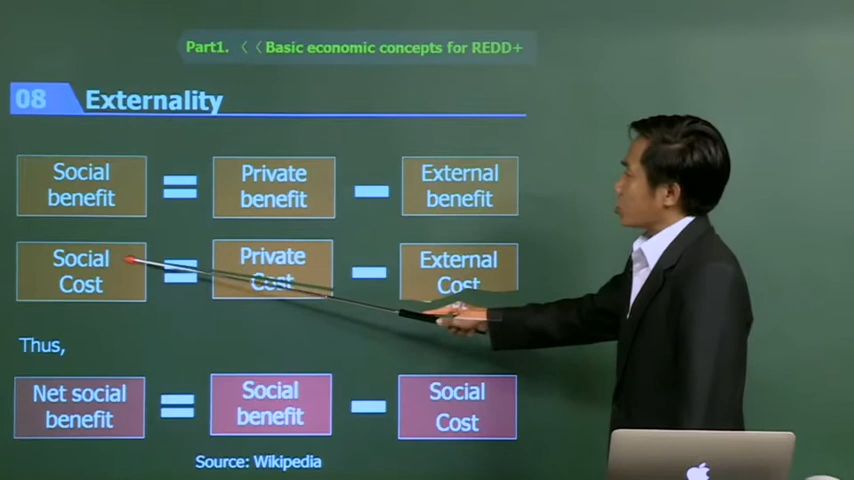 Part1. 〈〈 Basic economic concepts for REDD+
08 Externality
Social benefit = Private benefit - External benefit
Social Cost = Private Cost - External Cost
Thus,
Net social benefit = Social benefit - Social Cost
Source: Wikipedia